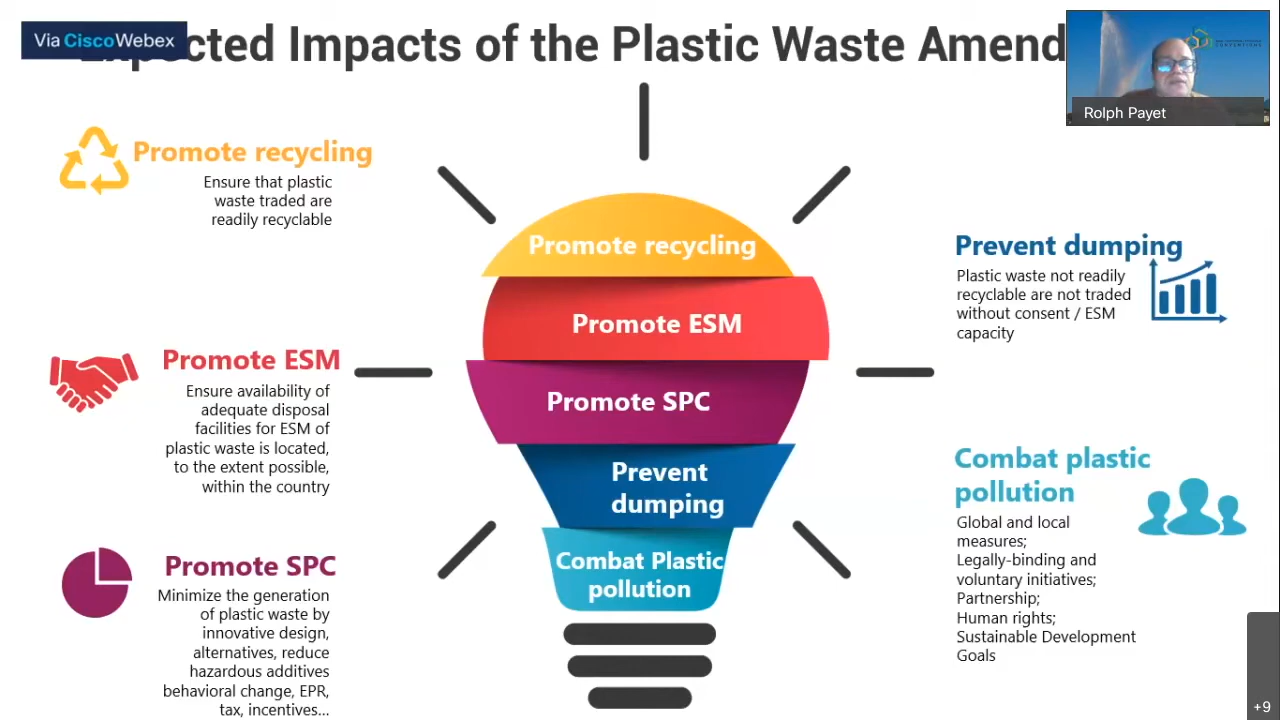 Via CiscoWebex
cted Impacts of the Plastic Waste Amend
Rolph Payet
Promote recycling
Ensure that plastic
waste traded are
readily recyclable
Promote ESM
Ensure availability of
adequate disposal
facilities for ESM of
plastic waste is located,
to the extent possible,
within the country
Promote SPC
Minimize the generation
of plastic waste by
innovative design,
alternatives, reduce
hazardous additives
behavioral change, EPR,
tax, incentives...
Promote recycling
Promote ESM
Promote SPC
Prevent
dumping
Combat Plastic
pollution
Prevent dumping
Plastic waste not readily
recyclable are not traded
without consent / ESM
capacity
Combat plastic
pollution
Global and local
measures;
Legally-binding and
voluntary initiatives;
Partnership;
Human rights;
Sustainable Development
Goals
+9